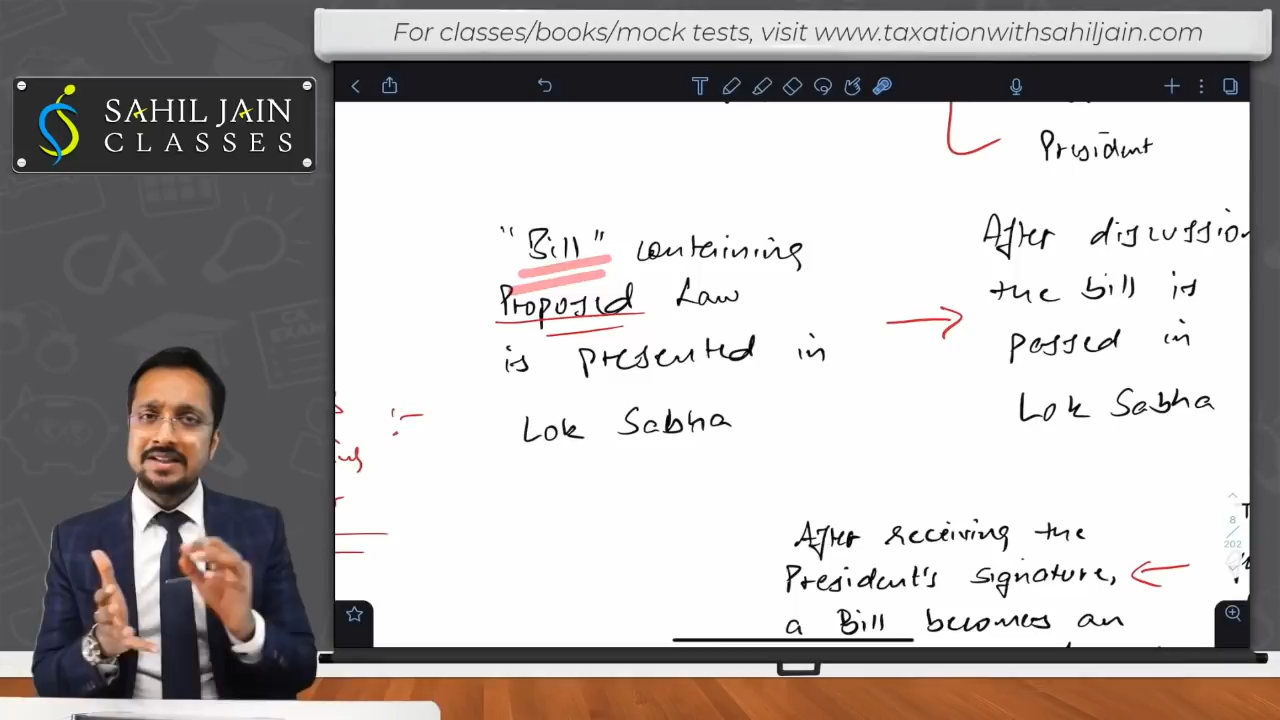 For classes/books/mock tests, visit www.taxationwithsahiljain.com
SAHIL JAIN
CLASSES
President
"Bill" containing
Proposed Law
is presented in
Lok Sabha
After discussion
the bill is
passed in
Lok Sabha
After receiving the
President's signature,
a Bill becomes an
8
202